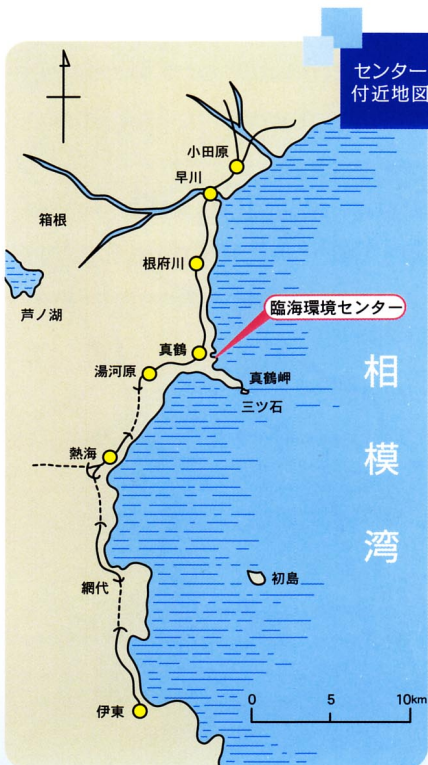 センター
付近地図
小田原
早川
箱根
根府川
芦ノ湖
臨海環境センター
真鶴
湯河原
真鶴岬
三ツ石
相模湾
熱海
初島
網代
伊東
0 5 10km